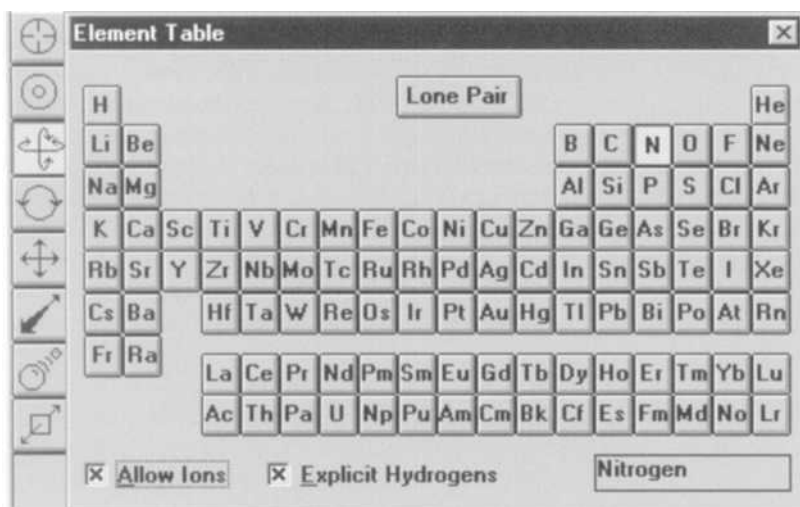 Element Table
Lone Pair
H He
Li Be B C N O F Ne
Na Mg Al Si P S Cl Ar
K Ca Sc Ti V Cr Mn Fe Co Ni Cu Zn Ga Ge As Se Br Kr
Rb Sr Y Zr Nb Mo Tc Ru Rh Pd Ag Cd In Sn Sb Te I Xe
Cs Ba Hf Ta W Re Os Ir Pt Au Hg Tl Pb Bi Po At Rn
Fr Ra
La Ce Pr Nd Pm Sm Eu Gd Tb Dy Ho Er Tm Yb Lu
Ac Th Pa U Np Pu Am Cm Bk Cf Es Fm Md No Lr
Allow Ions Explicit Hydrogens Nitrogen